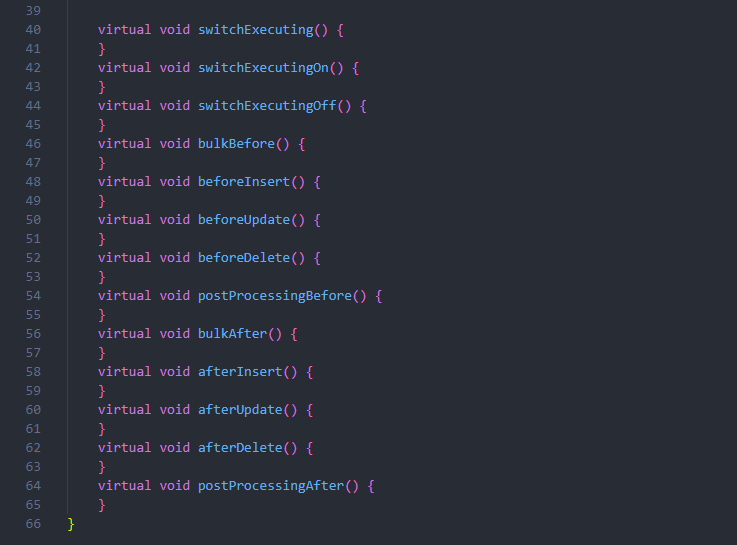 39
40 virtual void switchExecuting() {
41 }
42 virtual void switchExecutingOn() {
43 }
44 virtual void switchExecutingOff() {
45 }
46 virtual void bulkBefore() {
47 }
48 virtual void beforeInsert() {
49 }
50 virtual void beforeUpdate() {
51 }
52 virtual void beforeDelete() {
53 }
54 virtual void postProcessingBefore() {
55 }
56 virtual void bulkAfter() {
57 }
58 virtual void afterInsert() {
59 }
60 virtual void afterUpdate() {
61 }
62 virtual void afterDelete() {
63 }
64 virtual void postProcessingAfter() {
65 }
66 }